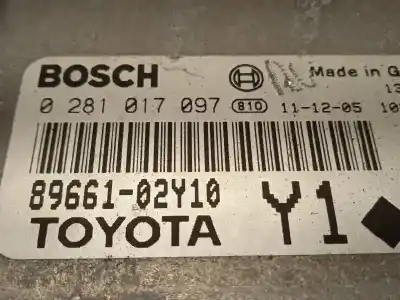 BOSCH Made in G
0 281 017 097 810 11-12-05
89661-02Y10
TOYOTA Y1